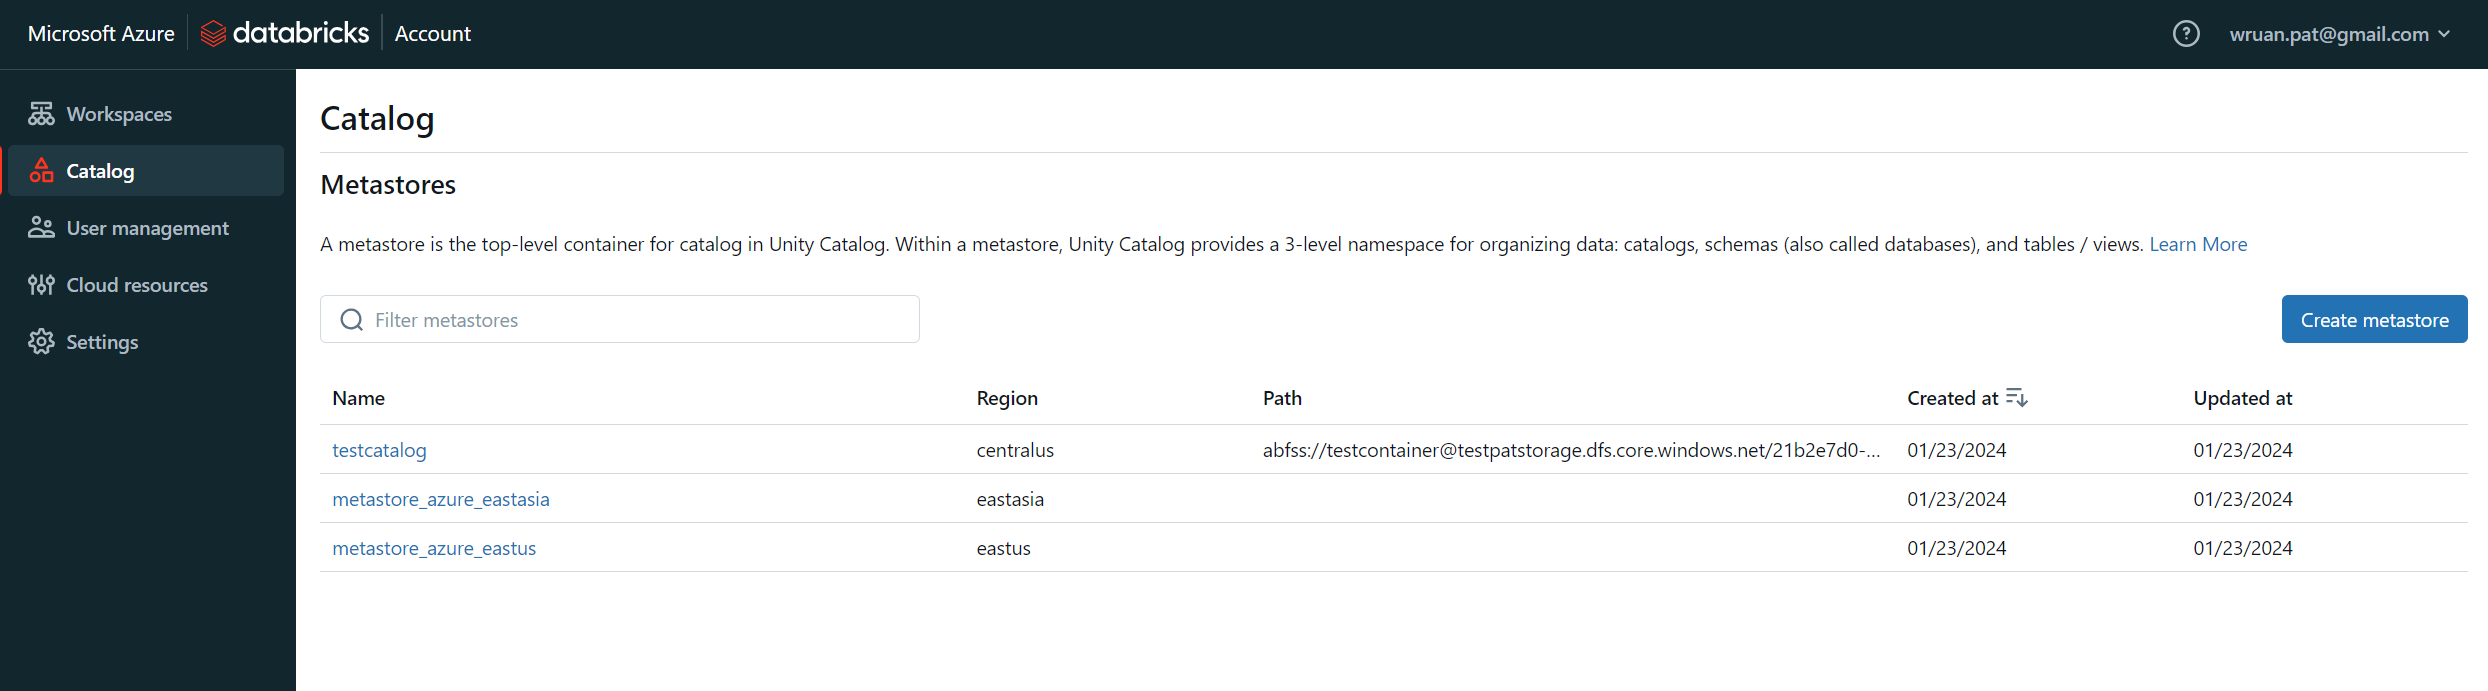 Microsoft Azure databricks Account
? wruan.pat@gmail.com
Workspaces
Catalog
User management
Cloud resources
Settings
Catalog
Metastores
A metastore is the top-level container for catalog in Unity Catalog. Within a metastore, Unity Catalog provides a 3-level namespace for organizing data: catalogs, schemas (also called databases), and tables / views. Learn More
Filter metastores
Create metastore
Name Region Path Created at Updated at
testcatalog centralus abfss://testcontainer@testpatstorage.dfs.core.windows.net/21b2e7d0-... 01/23/2024 01/23/2024
metastore_azure_eastasia eastasia 01/23/2024 01/23/2024
metastore_azure_eastus eastus 01/23/2024 01/23/2024